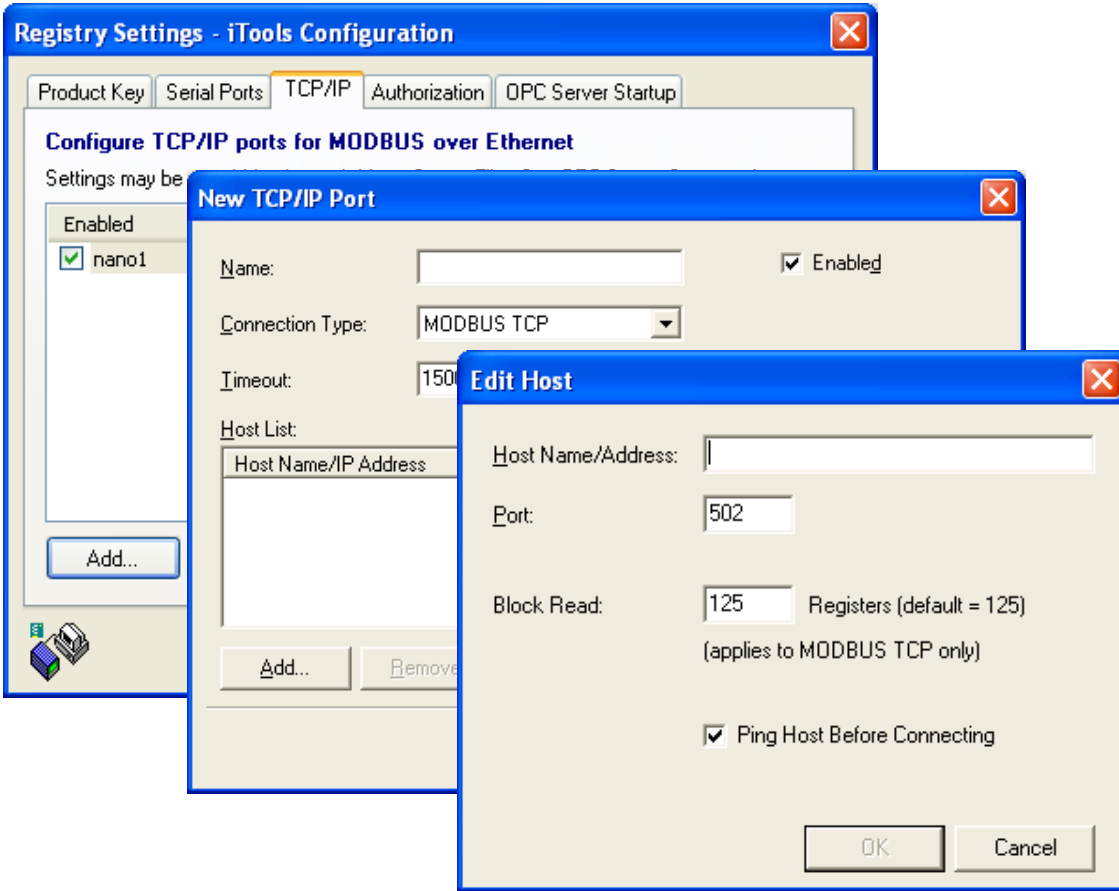 Registry Settings - iTools Configuration
Product Key Serial Ports TCP/IP Authorization OPC Server Startup
Configure TCP/IP ports for MODBUS over Ethernet
Settings may be
Enabled
nano1
Add...
New TCP/IP Port
Name:
Enabled
Connection Type: MODBUS TCP
Timeout: 150
Host List:
Host Name/IP Address
Add... Remove
Edit Host
Host Name/Address:
Port: 502
Block Read: 125 Registers (default = 125)
(applies to MODBUS TCP only)
Ping Host Before Connecting
OK Cancel